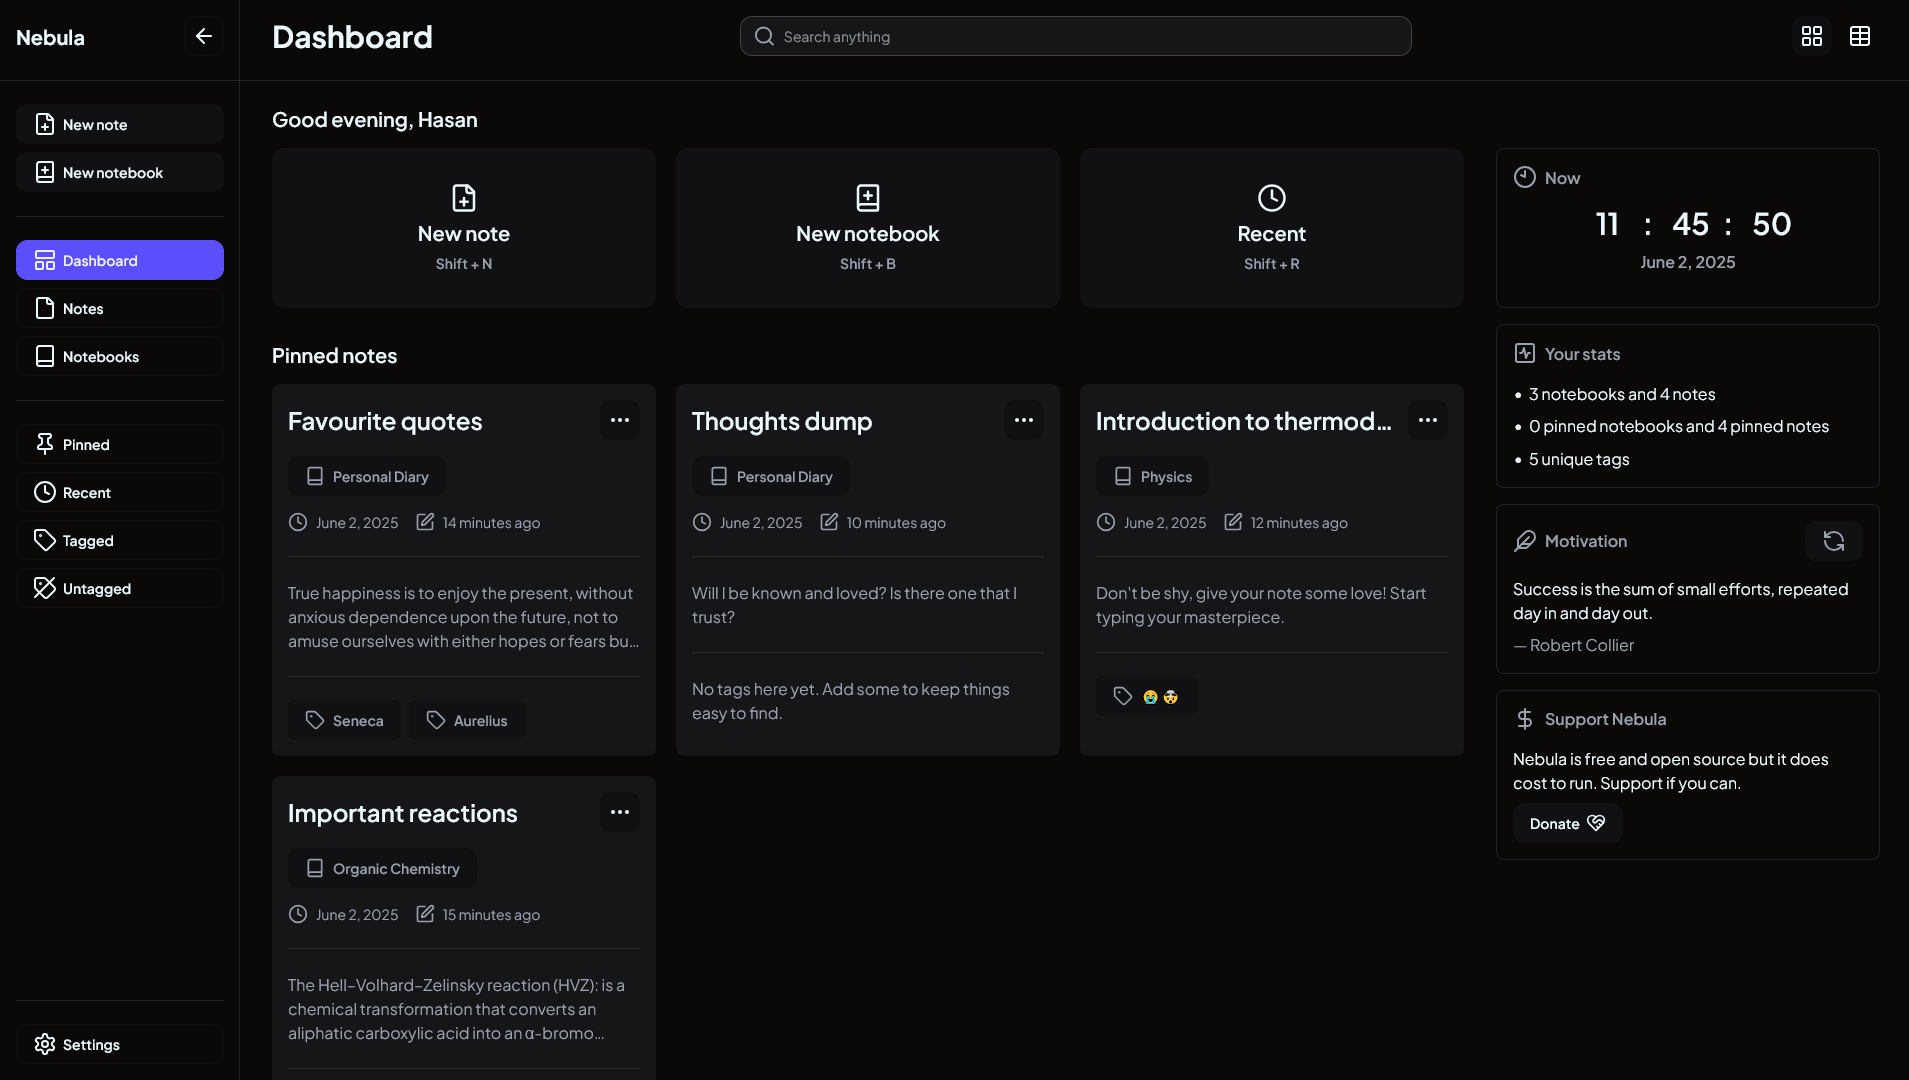 Nebula
New note
New notebook
Dashboard
Notes
Notebooks
Pinned
Recent
Tagged
Untagged
Settings
Dashboard
Search anything
Good evening, Hasan
New note
Shift + N
New notebook
Shift + B
Recent
Shift + R
Pinned notes
Favourite quotes
Personal Diary
June 2, 2025 14 minutes ago
True happiness is to enjoy the present, without
anxious dependence upon the future, not to
amuse ourselves with either hopes or fears bu...
Seneca Aurelius
Thoughts dump
Personal Diary
June 2, 2025 10 minutes ago
Will I be known and loved? Is there one that I
trust?
No tags here yet. Add some to keep things
easy to find.
Introduction to thermod...
Physics
June 2, 2025 12 minutes ago
Don't be shy, give your note some love! Start
typing your masterpiece.
😭 🤯
Important reactions
Organic Chemistry
June 2, 2025 15 minutes ago
The Hell–Volhard–Zelinsky reaction (HVZ): is a
chemical transformation that converts an
aliphatic carboxylic acid into an α-bromo...
Now
11 : 45 : 50
June 2, 2025
Your stats
• 3 notebooks and 4 notes
• 0 pinned notebooks and 4 pinned notes
• 5 unique tags
Motivation
Success is the sum of small efforts, repeated
day in and day out.
— Robert Collier
Support Nebula
Nebula is free and open source but it does
cost to run. Support if you can.
Donate